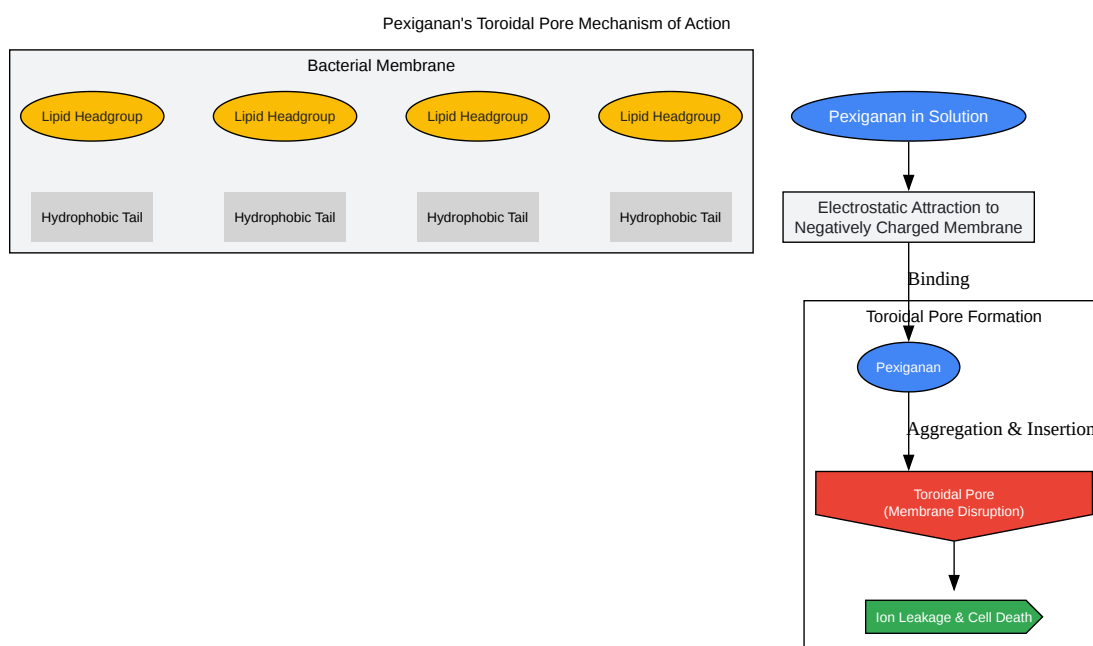 Pexiganan's Toroidal Pore Mechanism of Action
Bacterial Membrane
Lipid Headgroup
Lipid Headgroup
Lipid Headgroup
Lipid Headgroup
Hydrophobic Tail
Hydrophobic Tail
Hydrophobic Tail
Hydrophobic Tail
Pexiganan in Solution
Electrostatic Attraction to
Negatively Charged Membrane
Binding
Toroidal Pore Formation
Pexiganan
Aggregation & Insertion
Toroidal Pore
(Membrane Disruption)
Ion Leakage & Cell Death